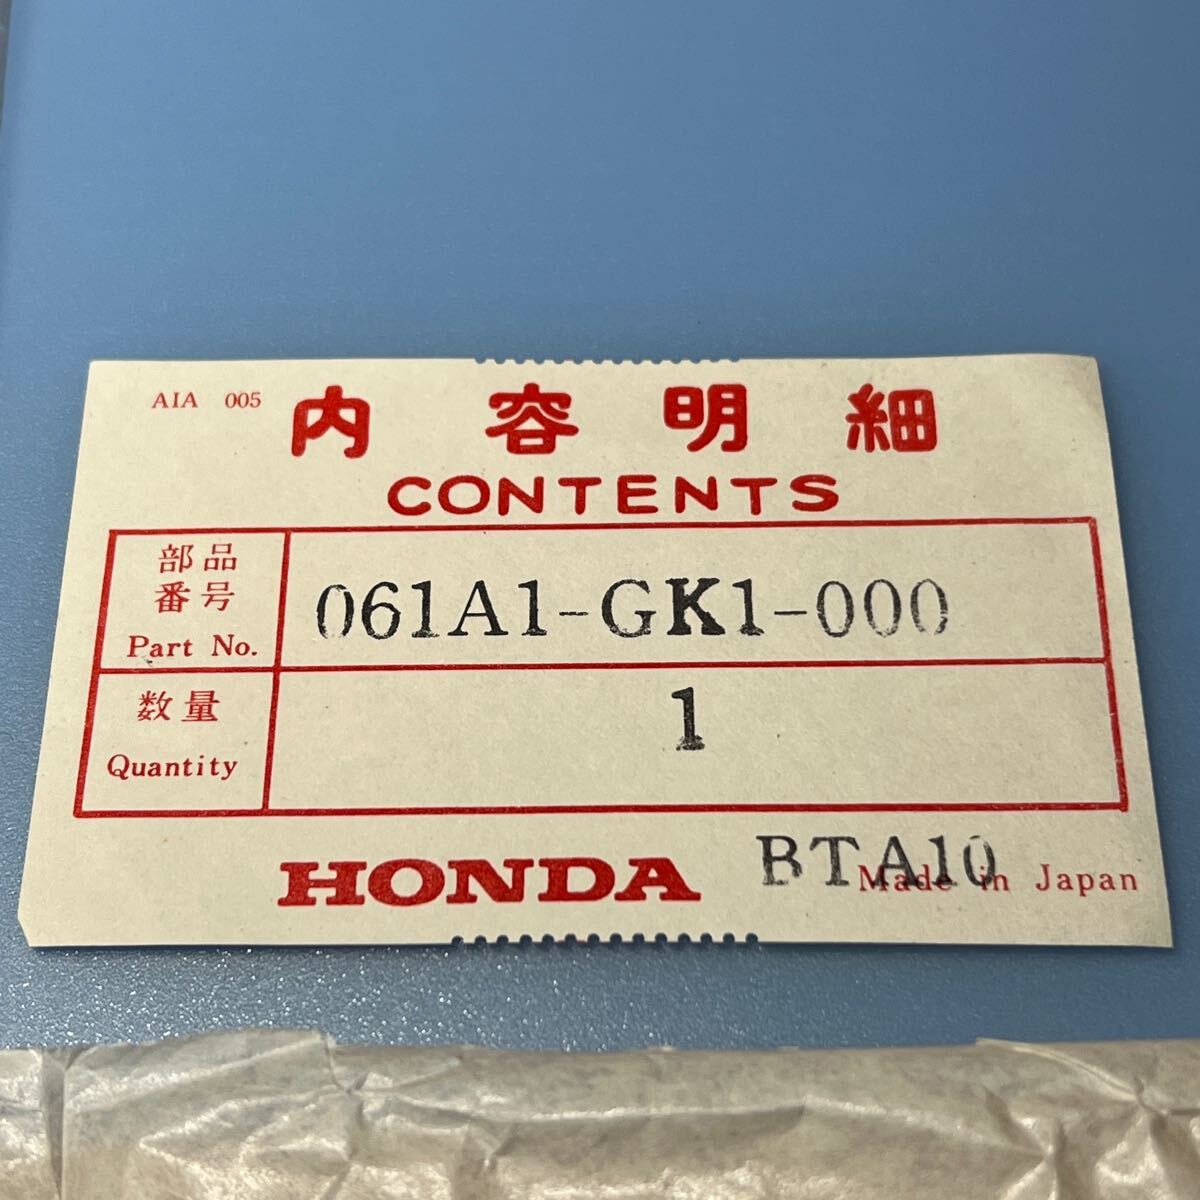 AIA 005
内容明細
CONTENTS
部品
番号
Part No.
061A1-GK1-000
数量
Quantity
1
HONDA
BTA10
Made in Japan